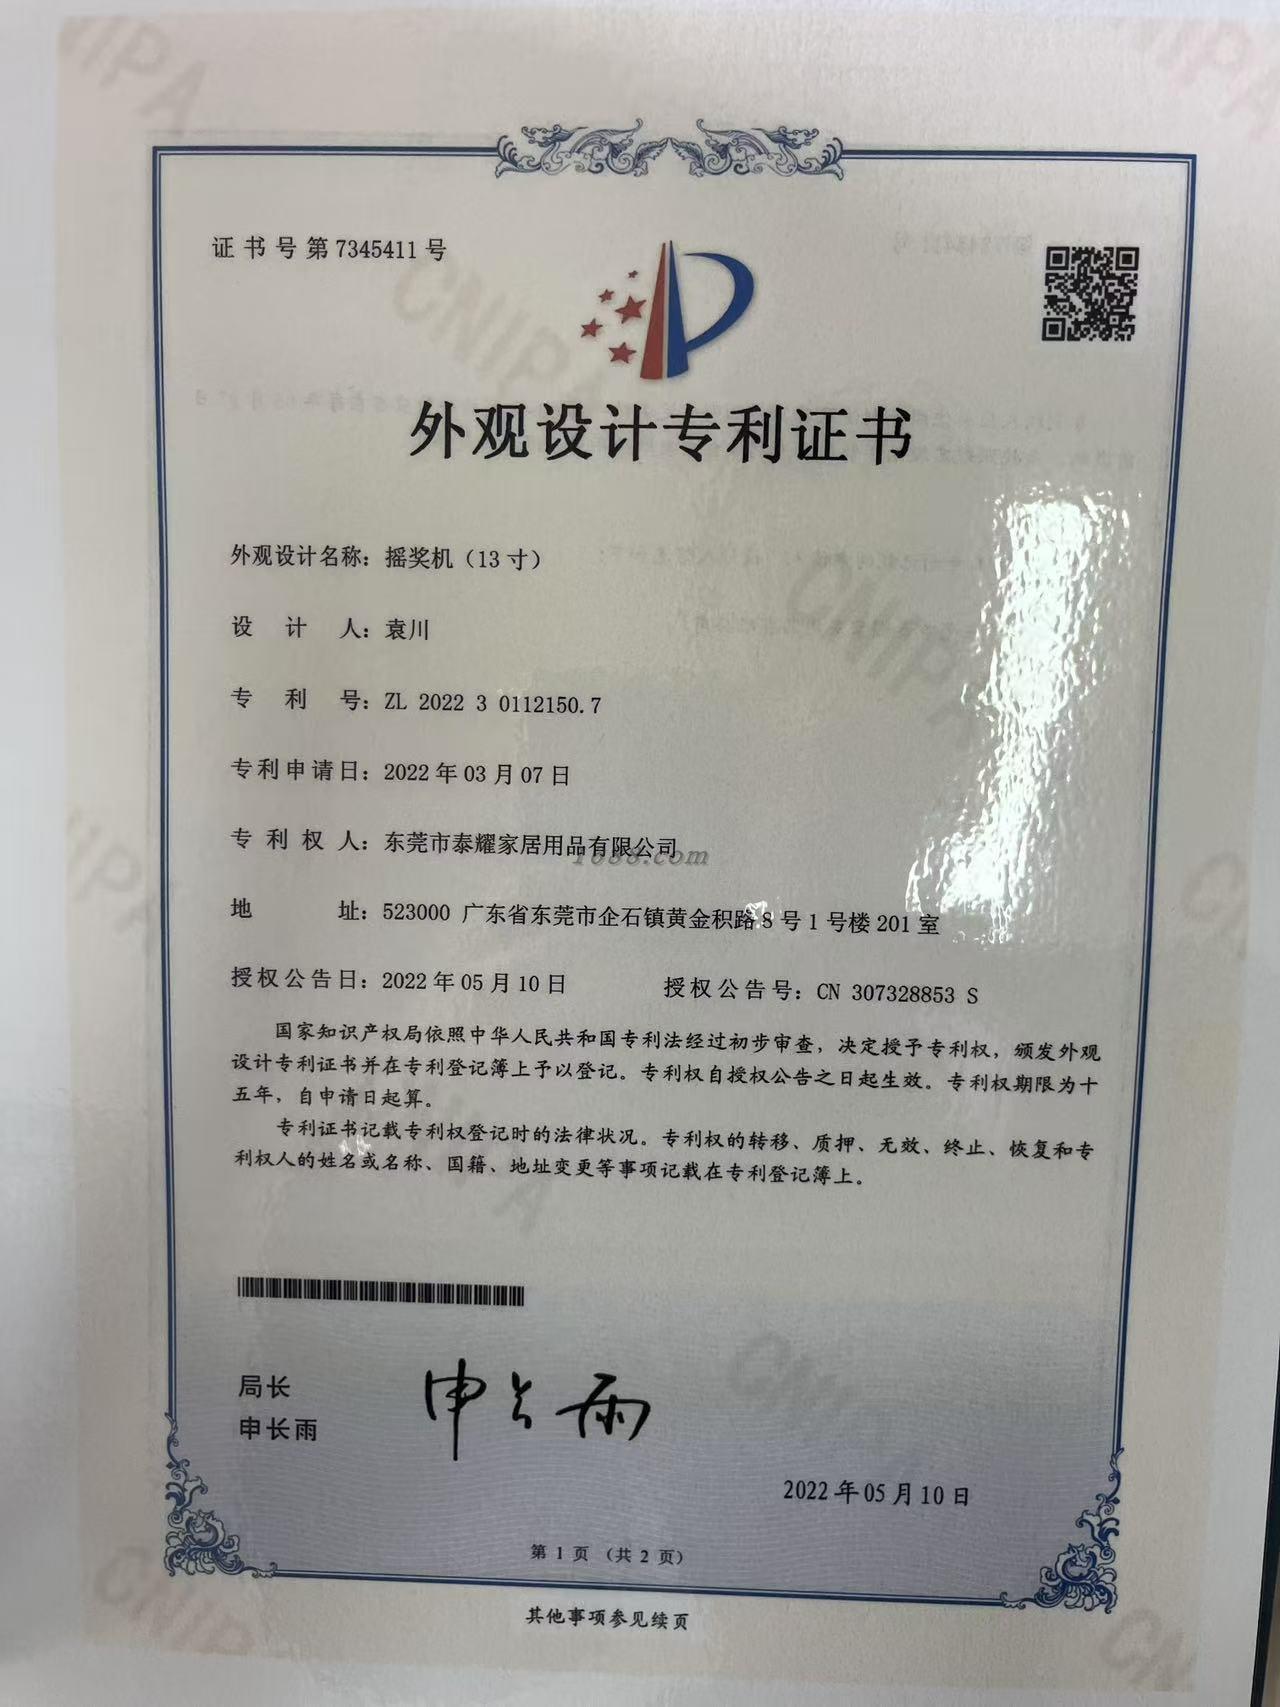 证书号第7345411号
外观设计专利证书
外观设计名称：摇奖机（13寸）
设计人：袁川
专利号：ZL 2022 3 0112150.7
专利申请日：2022年03月07日
专利权人：东莞市泰耀家居用品有限公司
1688.com
地址：523000 广东省东莞市企石镇黄金积路8号1号楼201室
授权公告日：2022年05月10日 授权公告号：CN 307328853 S
国家知识产权局依照中华人民共和国专利法经过初步审查，决定授予专利权，颁发外观
设计专利证书并在专利登记簿上予以登记。专利权自授权公告之日起生效。专利权期限为十
五年，自申请日起算。
专利证书记载专利权登记时的法律状况。专利权的转移、质押、无效、终止、恢复和专
利权人的姓名或名称、国籍、地址变更等事项记载在专利登记簿上。
局长
申长雨
申长雨
2022年05月10日
第 1 页 （共 2 页）
其他事项参见续页
CNIPA
CNIPA
CNIPA
CNIPA